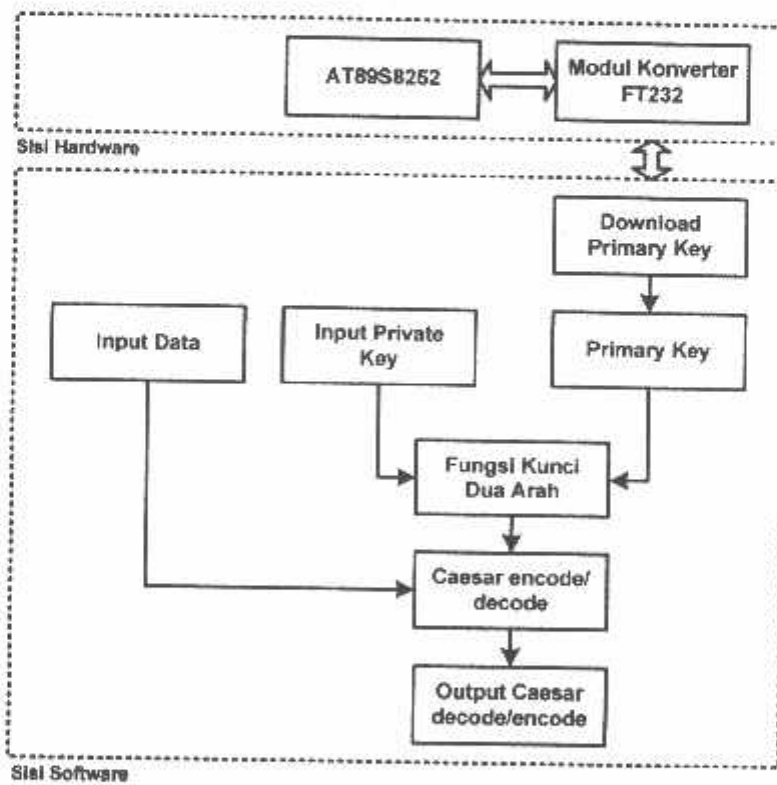 AT89S8252
Modul Konverter
FT232
Sisi Hardware
Download
Primary Key
Input Data
Input Private
Key
Primary Key
Fungsi Kunci
Dua Arah
Caesar encode/
decode
Output Caesar
decode/encode
Sisi Software